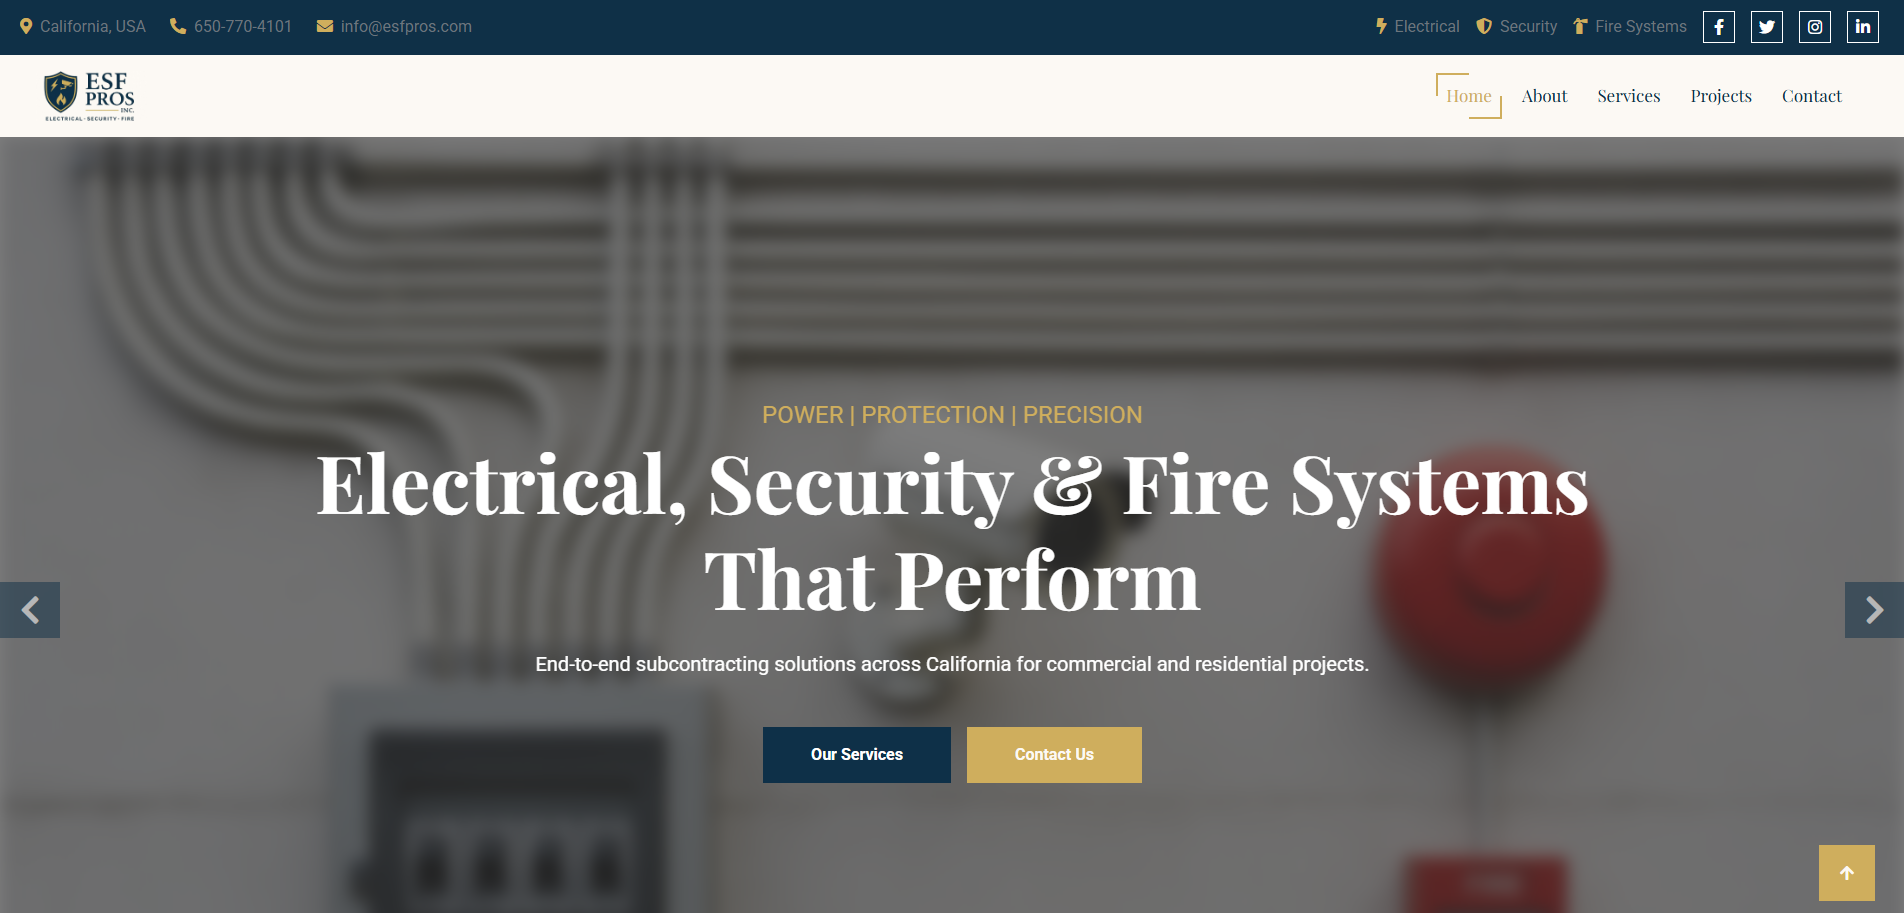 California, USA 650-770-4101 info@esfpros.com Electrical Security Fire Systems
ESF
PROS
INC.
ELECTRICAL·SECURITY·FIRE
Home About Services Projects Contact
POWER | PROTECTION | PRECISION
Electrical, Security & Fire Systems
That Perform
End-to-end subcontracting solutions across California for commercial and residential projects.
Our Services Contact Us